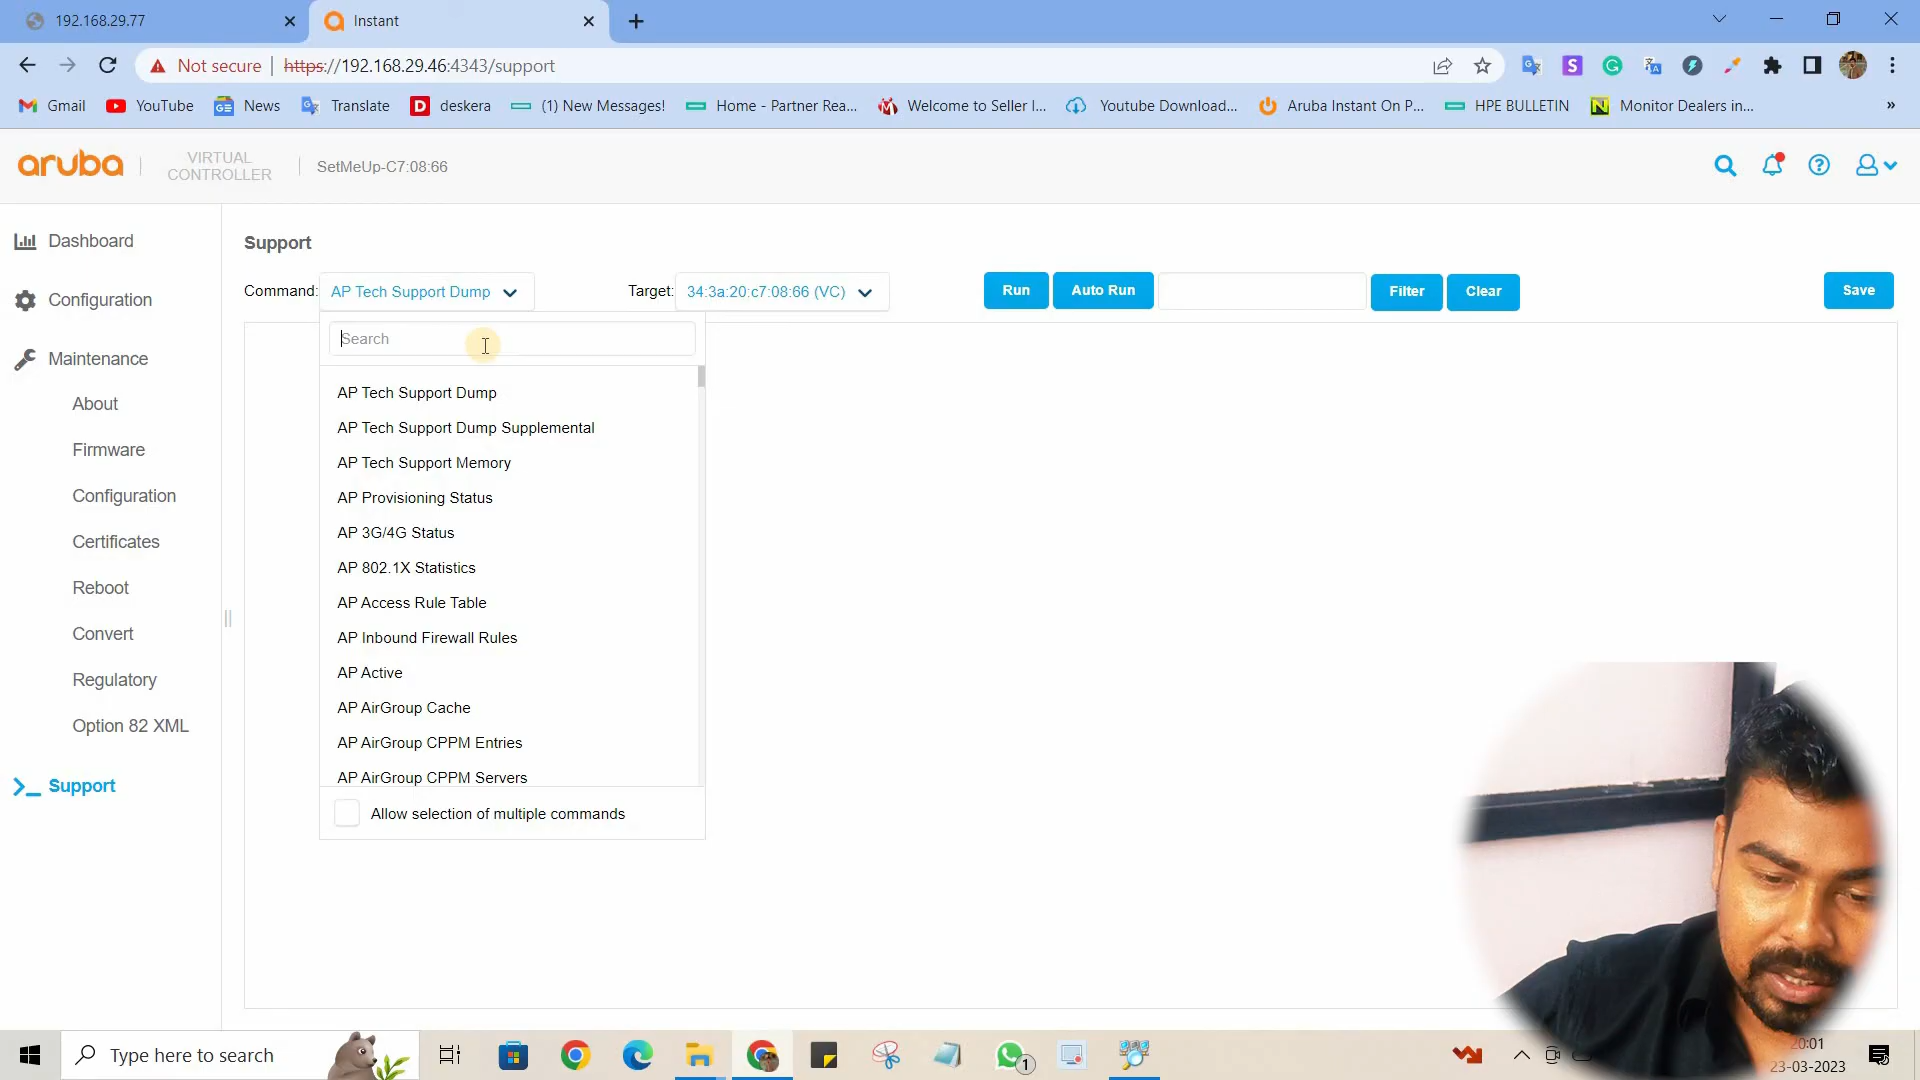 192.168.29.77
Instant
Not secure
https://192.168.29.46:4343/support
Gmail
YouTube
News
Translate
deskera
(1) New Messages!
Home - Partner Rea...
Welcome to Seller I...
Youtube Download...
Aruba Instant On P...
HPE BULLETIN
Monitor Dealers in...
»
aruba
VIRTUAL
CONTROLLER
SetMeUp-C7:08:66
Dashboard
Configuration
Maintenance
About
Firmware
Configuration
Certificates
Reboot
Convert
Regulatory
Option 82 XML
Support
Support
Command: AP Tech Support Dump
Target: 34:3a:20:c7:08:66 (VC)
Run
Auto Run
Filter
Clear
Save
Search
AP Tech Support Dump
AP Tech Support Dump Supplemental
AP Tech Support Memory
AP Provisioning Status
AP 3G/4G Status
AP 802.1X Statistics
AP Access Rule Table
AP Inbound Firewall Rules
AP Active
AP AirGroup Cache
AP AirGroup CPPM Entries
AP AirGroup CPPM Servers
Allow selection of multiple commands
Type here to search
1
20:01
23-03-2023